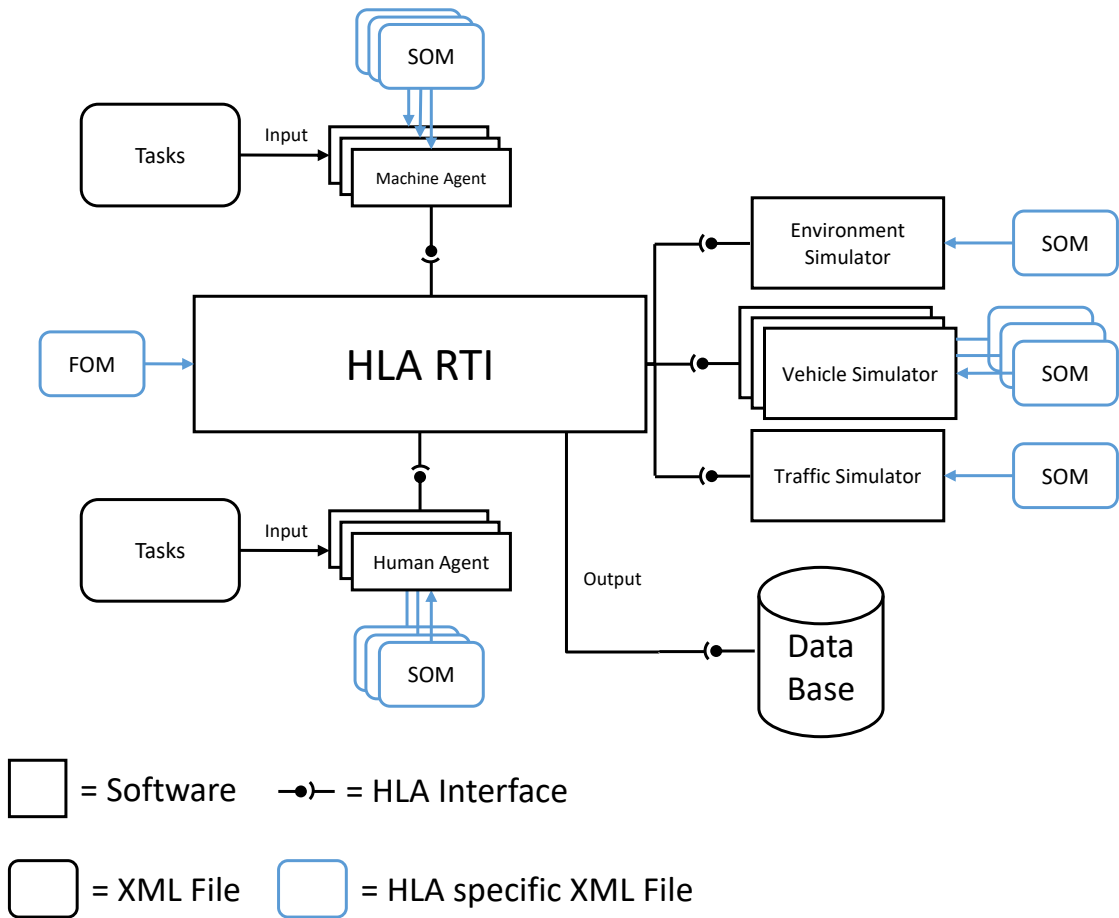 SOM
Tasks
Input
Machine Agent
Environment
Simulator
SOM
FOM
HLA RTI
Vehicle Simulator
SOM
Traffic Simulator
SOM
Tasks
Input
Human Agent
Output
SOM
Data
Base
= Software
= HLA Interface
= XML File
= HLA specific XML File